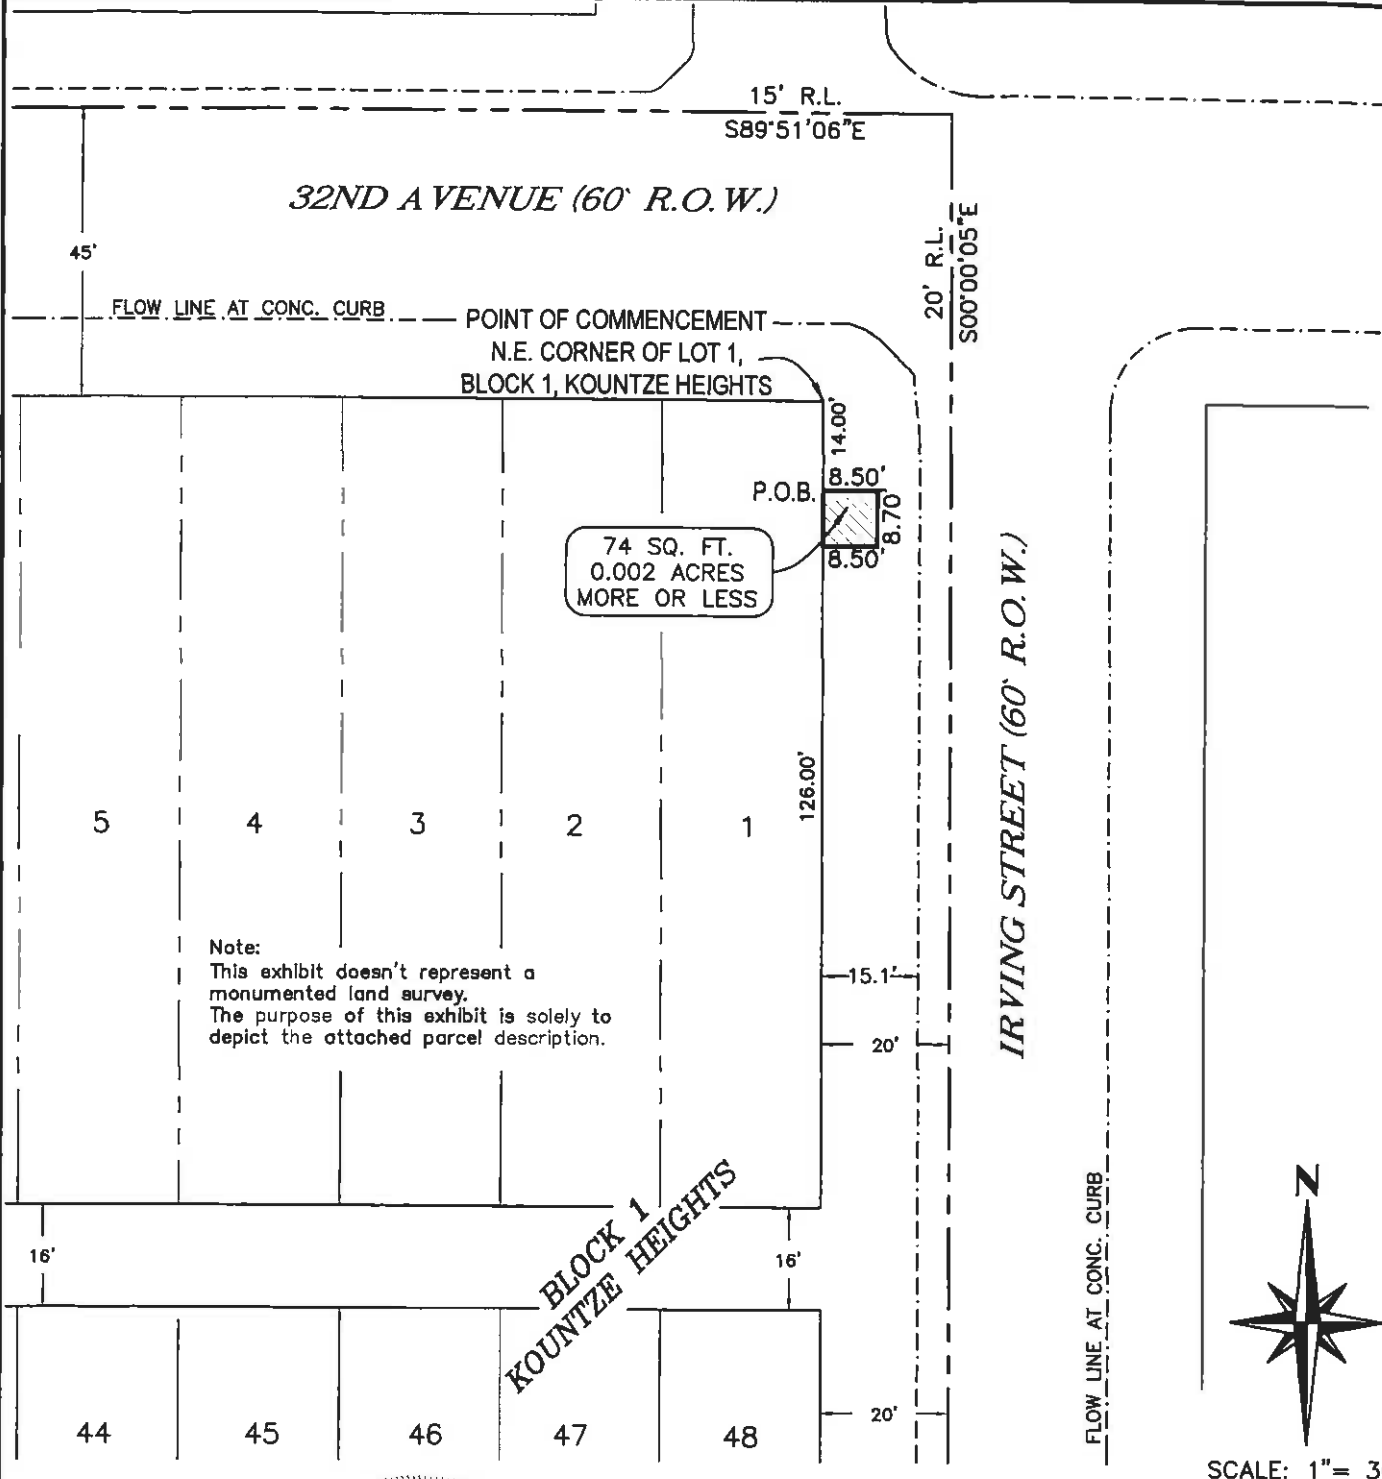 15' R.L.
S89°51'06"E
32ND AVENUE (60' R.O.W.)
45'
20' R.L.
S00°00'05"E
FLOW LINE AT CONC. CURB
POINT OF COMMENCEMENT
N.E. CORNER OF LOT 1,
BLOCK 1, KOUNTZE HEIGHTS
14.00'
8.50'
P.O.B.
8.70'
8.50'
74 SQ. FT.
0.002 ACRES
MORE OR LESS
IRVING STREET (60' R.O.W.)
126.00'
5
4
3
2
1
Note:
This exhibit doesn't represent a
monumented land survey.
The purpose of this exhibit is solely to
depict the attached parcel description.
15.1'
20'
BLOCK 1
KOUNTZE HEIGHTS
16'
16'
FLOW LINE AT CONC. CURB
N
20'
44
45
46
47
48
SCALE: 1"= 3